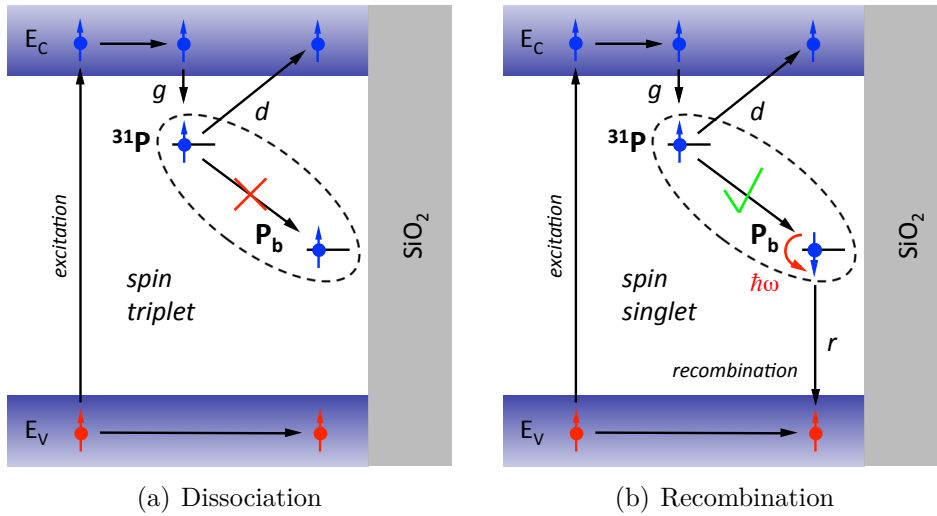 E_C
g
d
³¹P
excitation
P_b
spin
triplet
SiO₂
E_V
(a) Dissociation
E_C
g
d
³¹P
excitation
P_b
ħω
spin
singlet
r
recombination
SiO₂
E_V
(b) Recombination